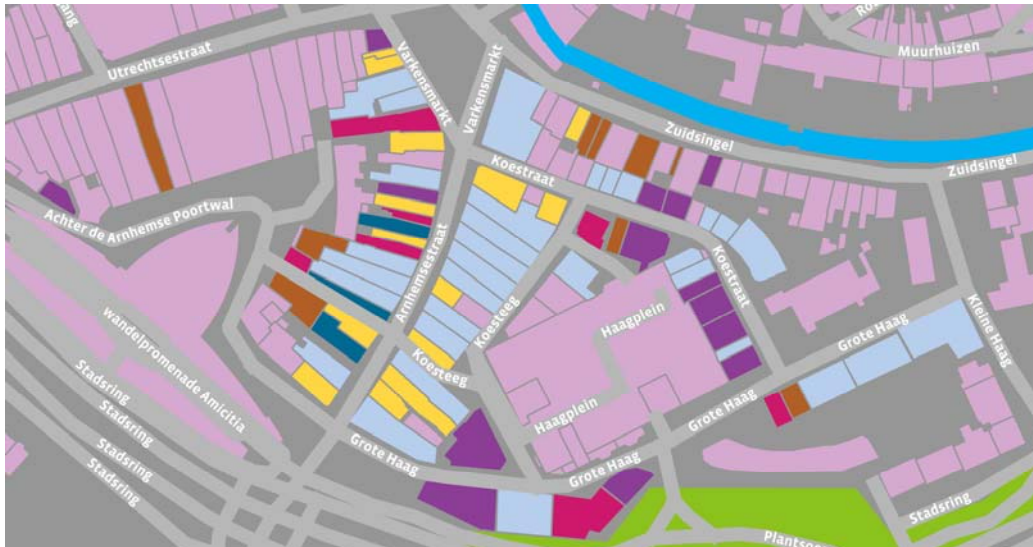 Utrechtsestraat
Varkensmarkt
Varkensmarkt
Muurhuizen
Zuidsingel
Zuidsingel
Koestraat
Achter de Arnhemse Poortwal
Arnhemsestraat
Koestraat
wandelpromenade Amicitia
Koesteeg
Haagplein
Kleine Haag
Grote Haag
Koesteeg
Stadsring
Stadsring
Stadsring
Haagplein
Grote Haag
Grote Haag
Grote Haag
Stadsring